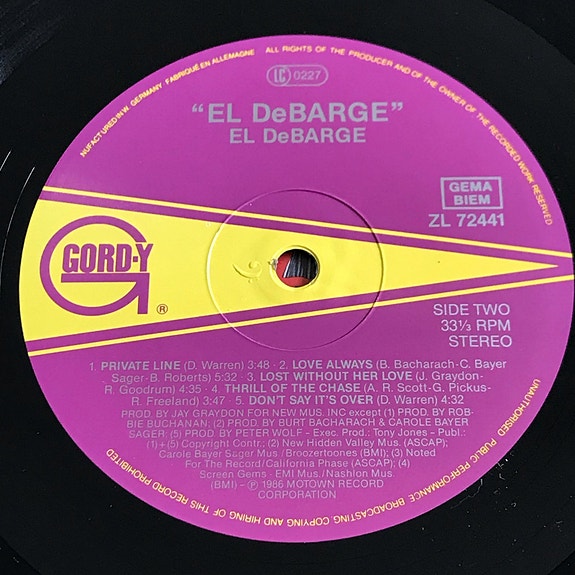 NUFACTURED IN W. GERMANY FABRIQUÉ EN ALLEMAGNE ALL RIGHTS OF THE PRODUCER AND OF THE OWNER OF THE RECORDED WORK RESERVED
LC 0227
"EL DeBARGE"
EL DeBARGE
GEMA
BIEM
ZL 72441
GORD-Y
®
SIDE TWO
33⅓ RPM
STEREO
1. PRIVATE LINE (D. Warren) 3:48 - 2. LOVE ALWAYS (B. Bacharach-C. Bayer
Sager-B. Roberts) 5:32 - 3. LOST WITHOUT HER LOVE (J. Graydon-
R. Goodrum) 4:35 - 4. THRILL OF THE CHASE (A. R. Scott-G. Pickus-
R. Freeland) 3:47 - 5. DON'T SAY IT'S OVER (D. Warren) 4:32
PROD. BY JAY GRAYDON FOR NEW MUS. INC except (1) PROD. BY ROB-
BIE BUCHANAN, (2) PROD. BY BURT BACHARACH & CAROLE BAYER
SAGER; (5) PROD. BY PETER WOLF - Exec. Prod.: Tony Jones - Publ.:
(1) + (5) Copyright Contr.; (2) New Hidden Valley Mus. (ASCAP);
Carole Bayer Sager Mus./Broozertoones (BMI); (3) Noted
For The Record/California Phase (ASCAP); (4)
Screen Gems - EMI Mus./Nashlon Mus.
(BMI) - ℗ 1986 MOTOWN RECORD
CORPORATION
UNAUTHORISED PUBLIC PERFORMANCE BROADCASTING, COPYING AND HIRING OF THIS RECORD PROHIBITED